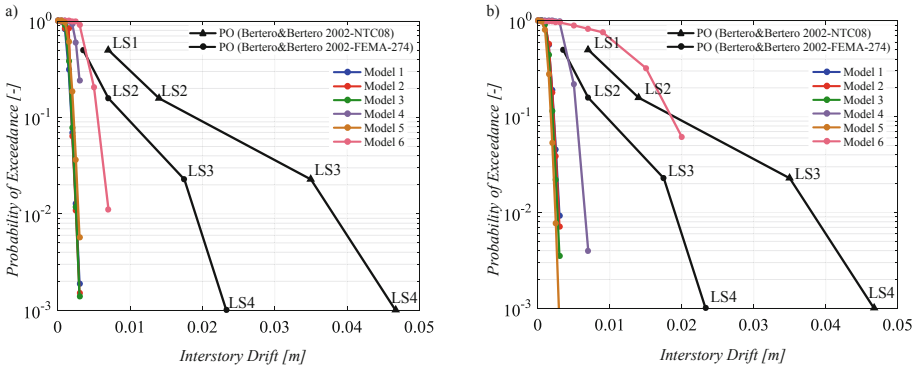 a)
Probability of Exceedance [-]
10^0
10^-1
10^-2
10^-3
0
0.01
0.02
0.03
0.04
0.05
Interstory Drift [m]
PO (Bertero&Bertero 2002-NTC08)
PO (Bertero&Bertero 2002-FEMA-274)
Model 1
Model 2
Model 3
Model 4
Model 5
Model 6
LS1
LS2
LS2
LS3
LS3
LS4
LS4
b)
Probability of Exceedance [-]
10^0
10^-1
10^-2
10^-3
0
0.01
0.02
0.03
0.04
0.05
Interstory Drift [m]
PO (Bertero&Bertero 2002-NTC08)
PO (Bertero&Bertero 2002-FEMA-274)
Model 1
Model 2
Model 3
Model 4
Model 5
Model 6
LS1
LS2
LS2
LS3
LS3
LS4
LS4